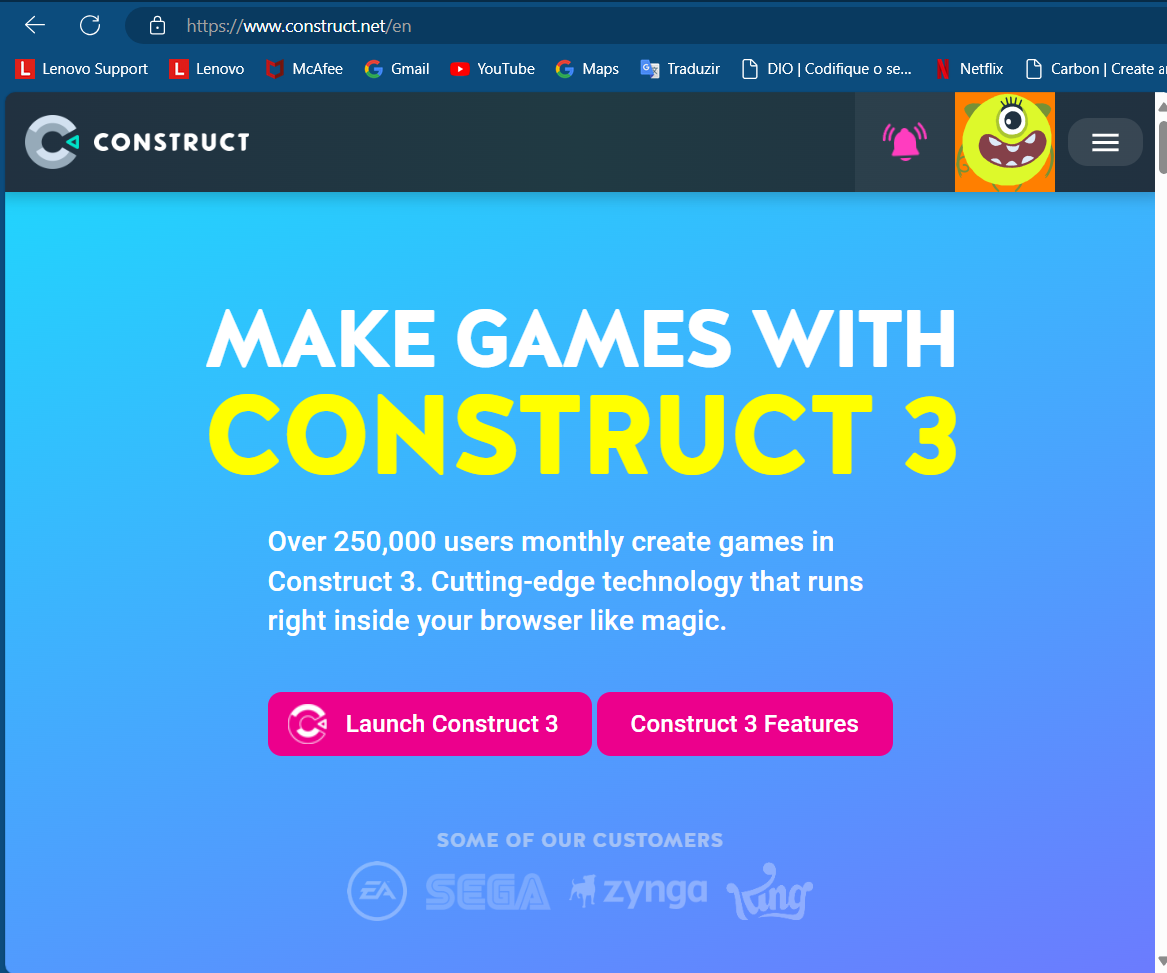 https://www.construct.net/en
Lenovo Support
Lenovo
McAfee
Gmail
YouTube
Maps
Traduzir
DIO | Codifique o se...
Netflix
Carbon | Create a
CONSTRUCT
MAKE GAMES WITH
CONSTRUCT 3
Over 250,000 users monthly create games in
Construct 3. Cutting-edge technology that runs
right inside your browser like magic.
Launch Construct 3
Construct 3 Features
SOME OF OUR CUSTOMERS
EA
SEGA
zynga
King